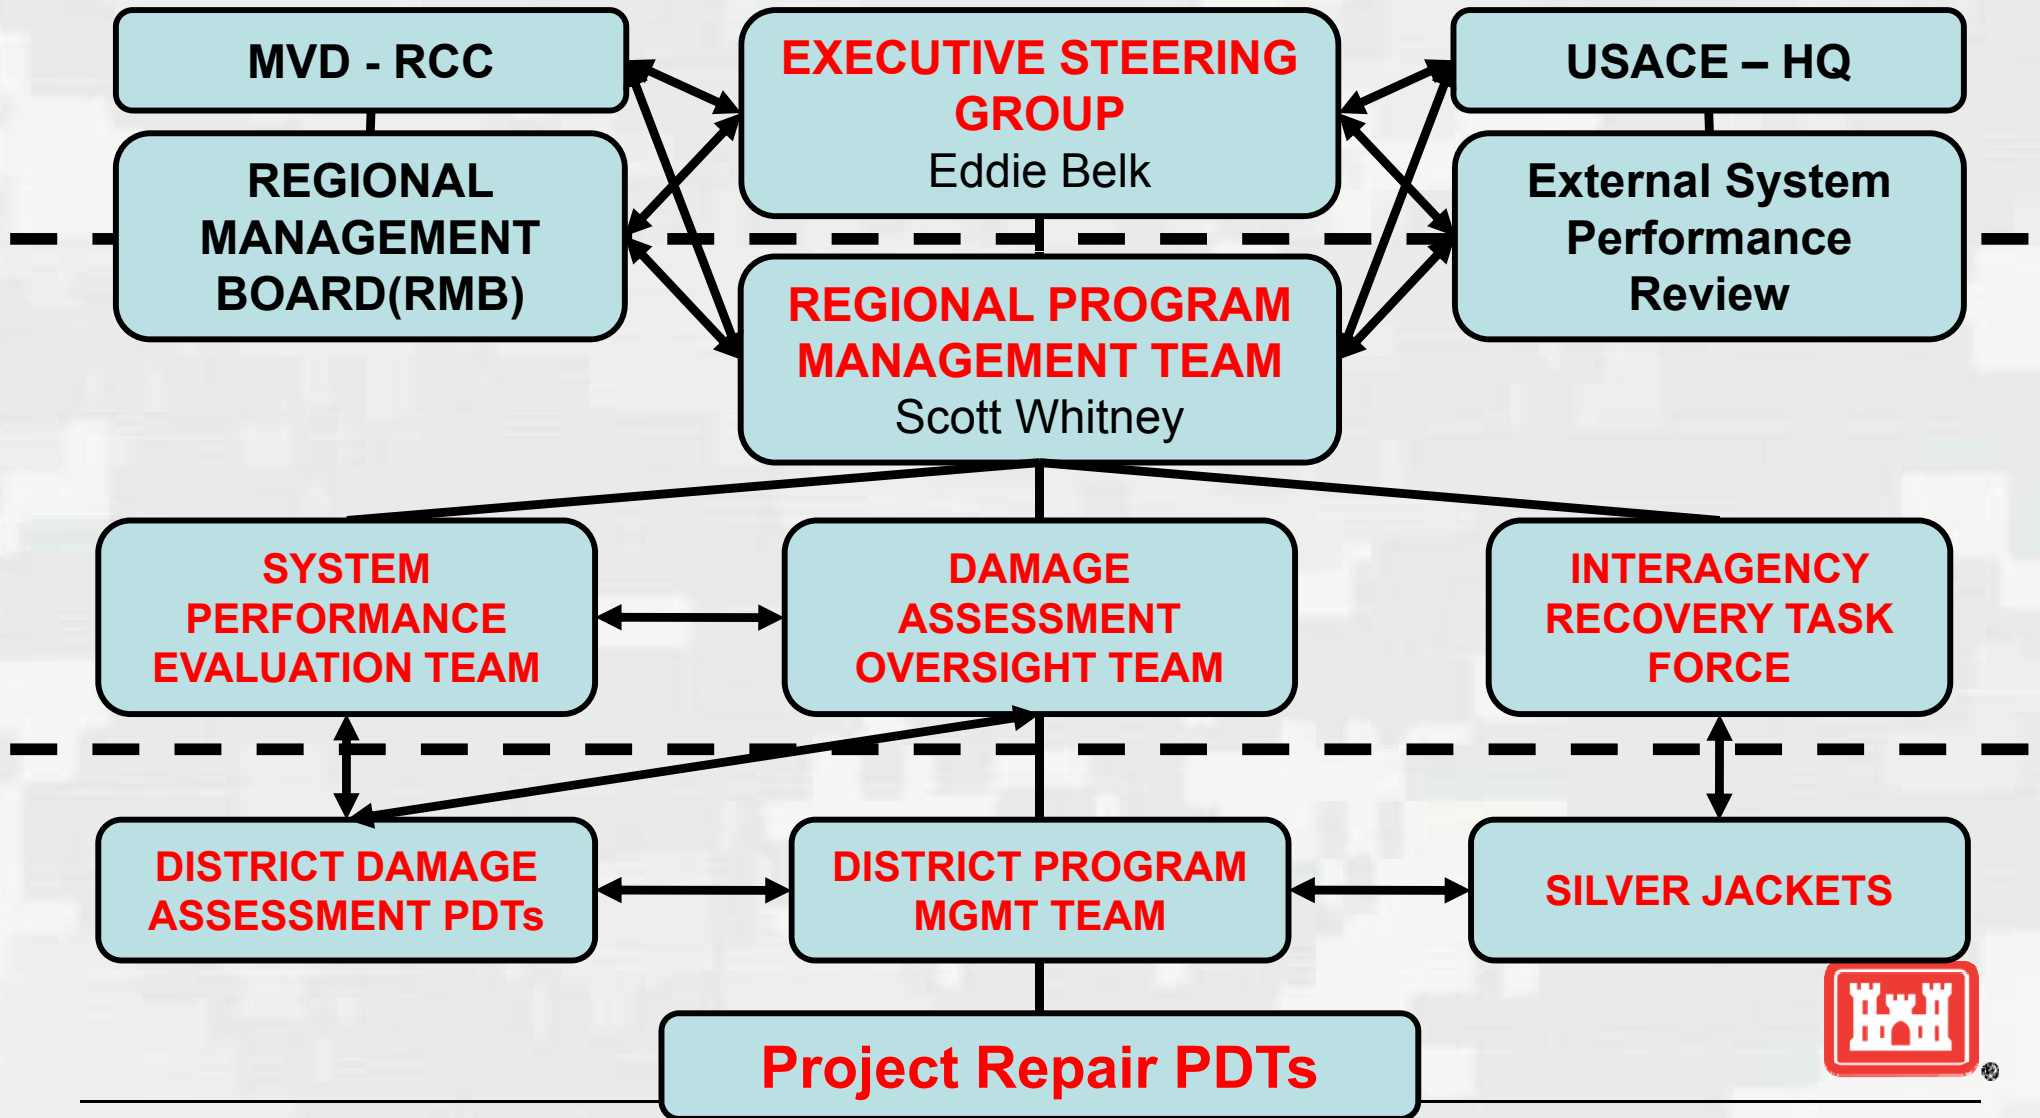 MVD - RCC
EXECUTIVE STEERING
GROUP
Eddie Belk
USACE – HQ
REGIONAL
MANAGEMENT
BOARD(RMB)
External System
Performance
Review
REGIONAL PROGRAM
MANAGEMENT TEAM
Scott Whitney
SYSTEM
PERFORMANCE
EVALUATION TEAM
DAMAGE
ASSESSMENT
OVERSIGHT TEAM
INTERAGENCY
RECOVERY TASK
FORCE
DISTRICT DAMAGE
ASSESSMENT PDTs
DISTRICT PROGRAM
MGMT TEAM
SILVER JACKETS
Project Repair PDTs
®